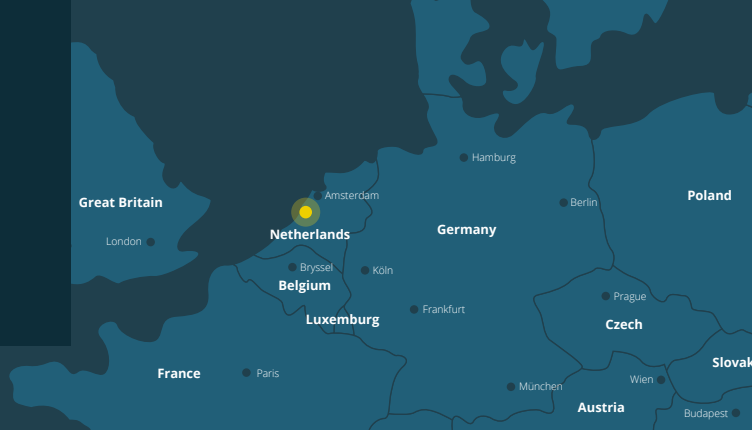 Hamburg
Amsterdam
Great Britain
Berlin
Poland
Netherlands
Germany
London
Bryssel
Köln
Belgium
Prague
Frankfurt
Luxemburg
Czech
Slovak
France
Paris
Wien
München
Austria
Budapest